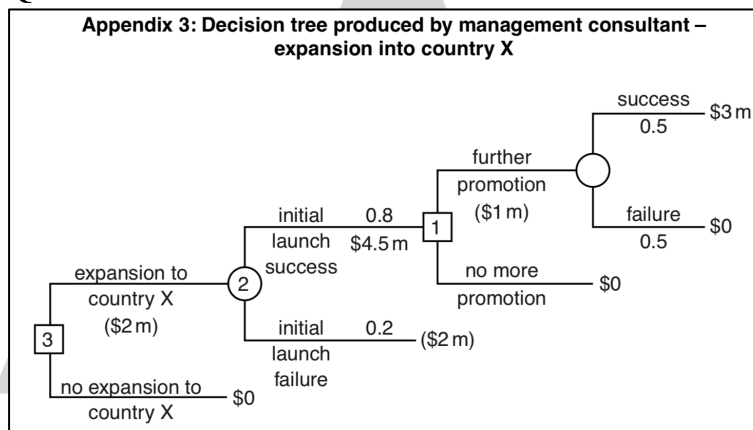 Appendix 3: Decision tree produced by management consultant –
expansion into country X
success
0.5
$3 m
further
promotion
($1 m)
failure
0.5
$0
initial
launch
success
0.8
$4.5 m
1
no more
promotion
$0
expansion to
country X
($2 m)
2
3
initial
launch
failure
0.2
($2 m)
no expansion to
country X
$0